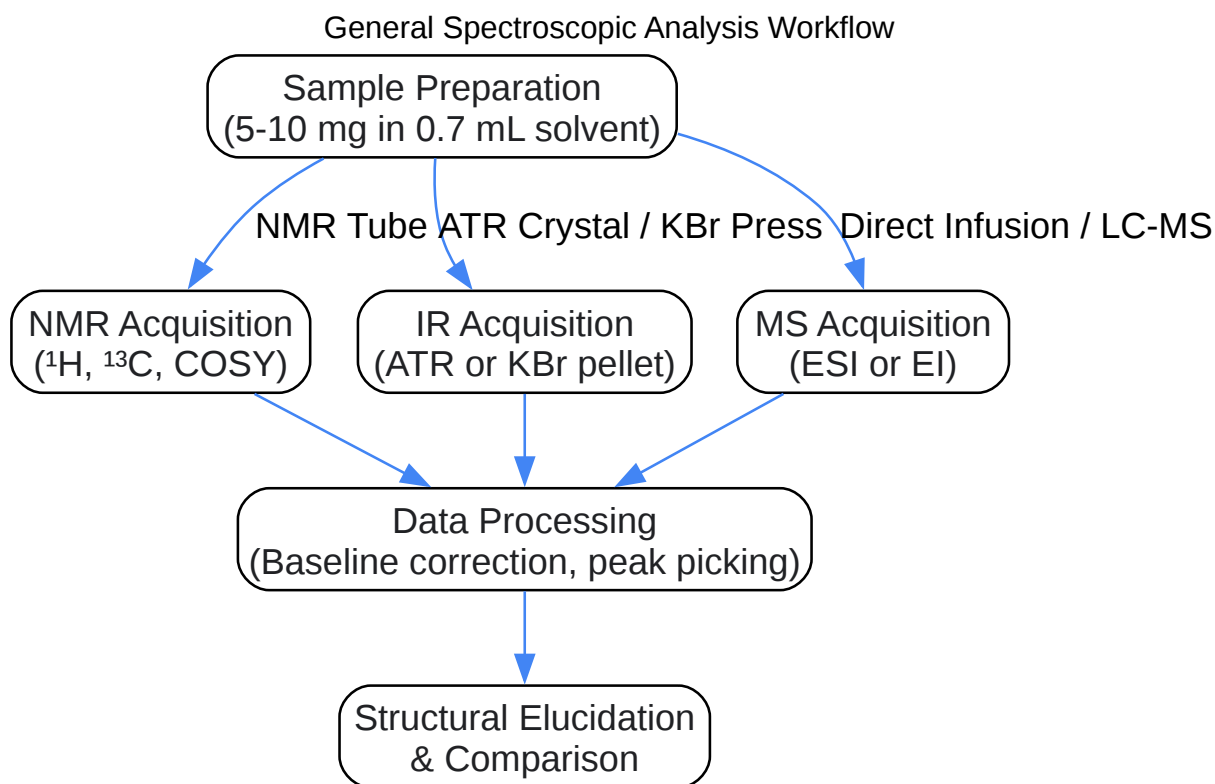 General Spectroscopic Analysis Workflow
Sample Preparation
(5-10 mg in 0.7 mL solvent)
NMR Tube
ATR Crystal / KBr Press
Direct Infusion / LC-MS
NMR Acquisition
(¹H, ¹³C, COSY)
IR Acquisition
(ATR or KBr pellet)
MS Acquisition
(ESI or EI)
Data Processing
(Baseline correction, peak picking)
Structural Elucidation
& Comparison